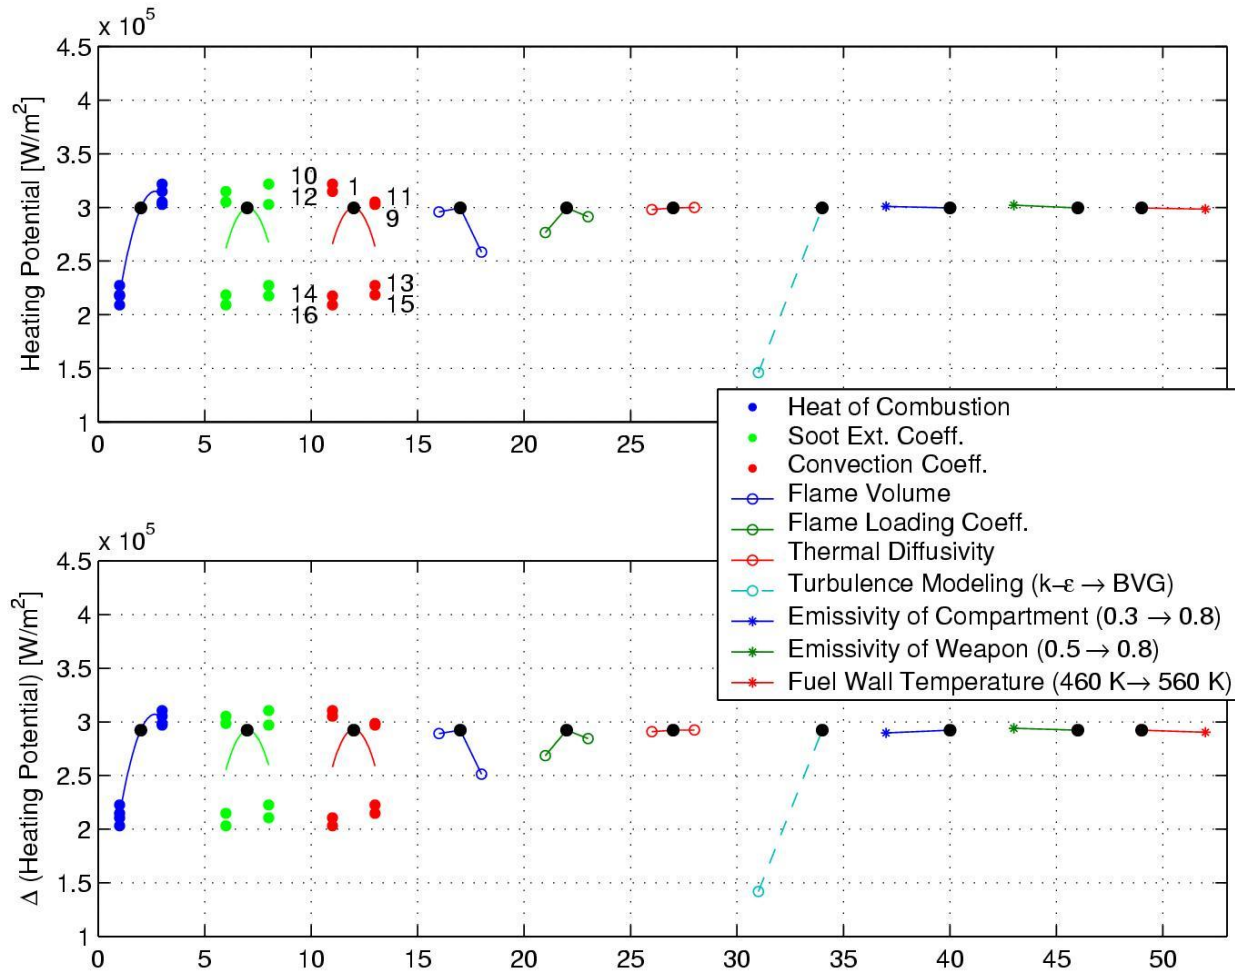 x 10^5
Heating Potential [W/m^2]
4.5
4
3.5
3
2.5
2
1.5
1
10
12
1
11
9
14
16
13
15
0 5 10 15 20 25
Heat of Combustion
Soot Ext. Coeff.
Convection Coeff.
Flame Volume
Flame Loading Coeff.
Thermal Diffusivity
Turbulence Modeling (k-ε → BVG)
Emissivity of Compartment (0.3 → 0.8)
Emissivity of Weapon (0.5 → 0.8)
Fuel Wall Temperature (460 K→ 560 K)
x 10^5
Δ (Heating Potential) [W/m^2]
4.5
4
3.5
3
2.5
2
1.5
1
0 5 10 15 20 25 30 35 40 45 50